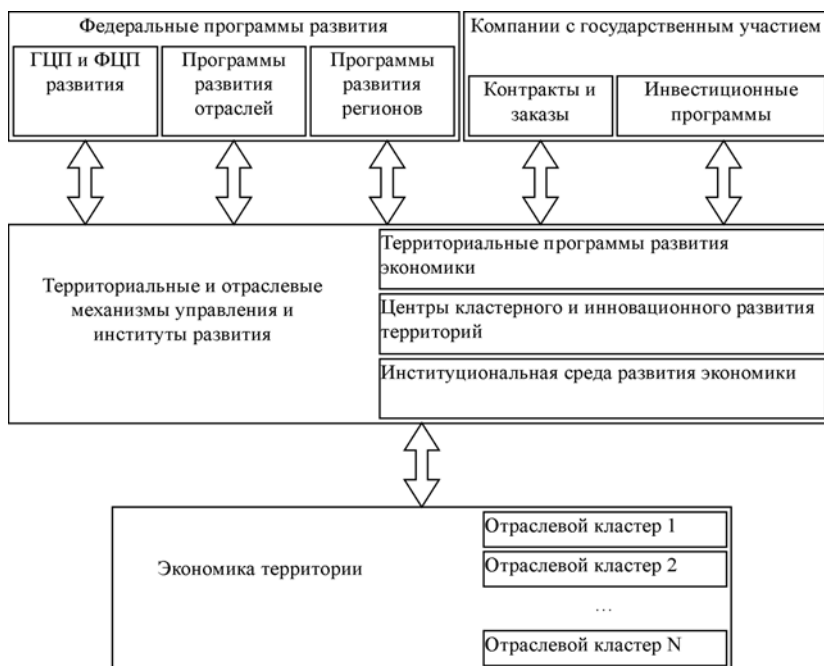 Федеральные программы развития
ГЦП и ФЦП
развития
Программы
развития
отраслей
Программы
развития
регионов
Компании с государственным участием
Контракты и
заказы
Инвестиционные
программы
Территориальные и отраслевые
механизмы управления и
институты развития
Территориальные программы развития
экономики
Центры кластерного и инновационного развития
территорий
Институциональная среда развития экономики
Экономика территории
Отраслевой кластер 1
Отраслевой кластер 2
...
Отраслевой кластер N